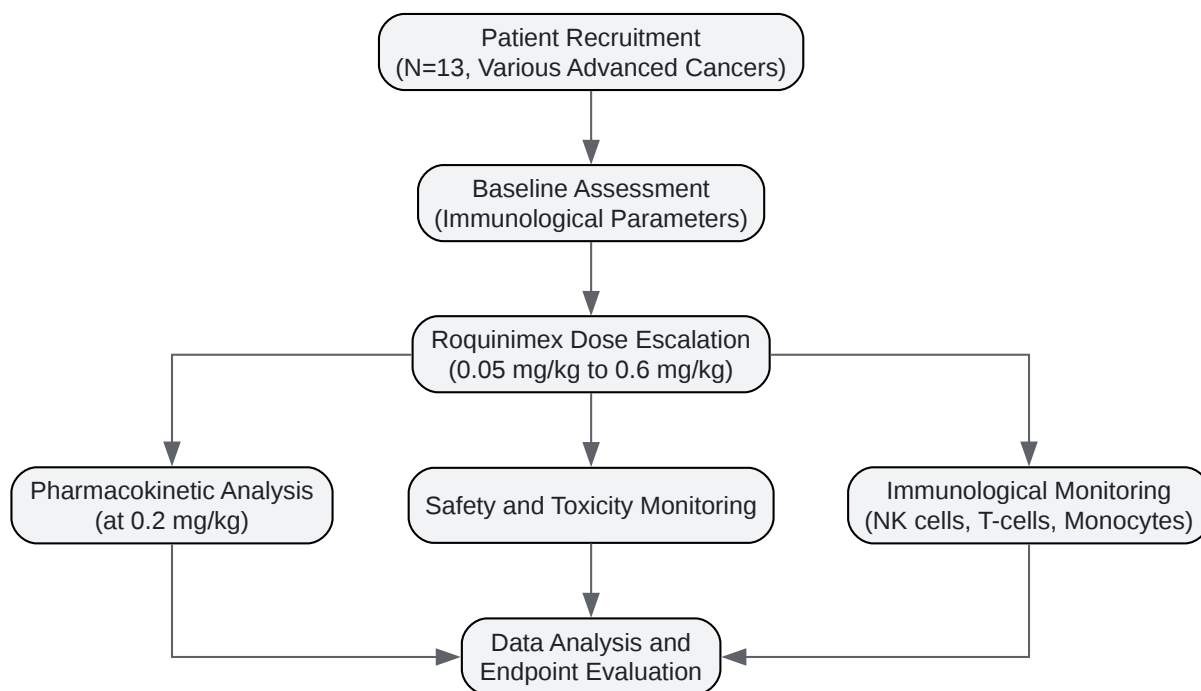 Patient Recruitment
(N=13, Various Advanced Cancers)
Baseline Assessment
(Immunological Parameters)
Roquinimex Dose Escalation
(0.05 mg/kg to 0.6 mg/kg)
Pharmacokinetic Analysis
(at 0.2 mg/kg)
Safety and Toxicity Monitoring
Immunological Monitoring
(NK cells, T-cells, Monocytes)
Data Analysis and
Endpoint Evaluation